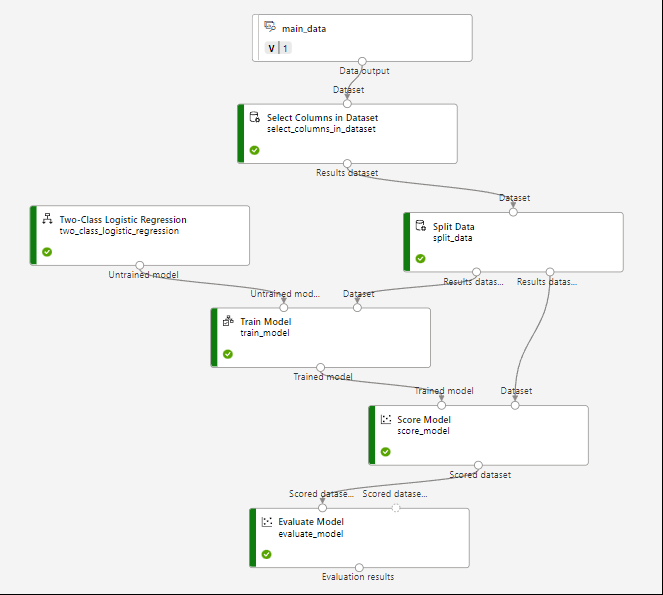 main_data
V | 1
Data output
Dataset
Select Columns in Dataset
select_columns_in_dataset
Results dataset
Dataset
Two-Class Logistic Regression
two_class_logistic_regression
Untrained model
Split Data
split_data
Results datas...
Results datas...
Untrained mod...
Dataset
Train Model
train_model
Trained model
Trained model
Dataset
Score Model
score_model
Scored dataset
Scored datase...
Scored datase...
Evaluate Model
evaluate_model
Evaluation results